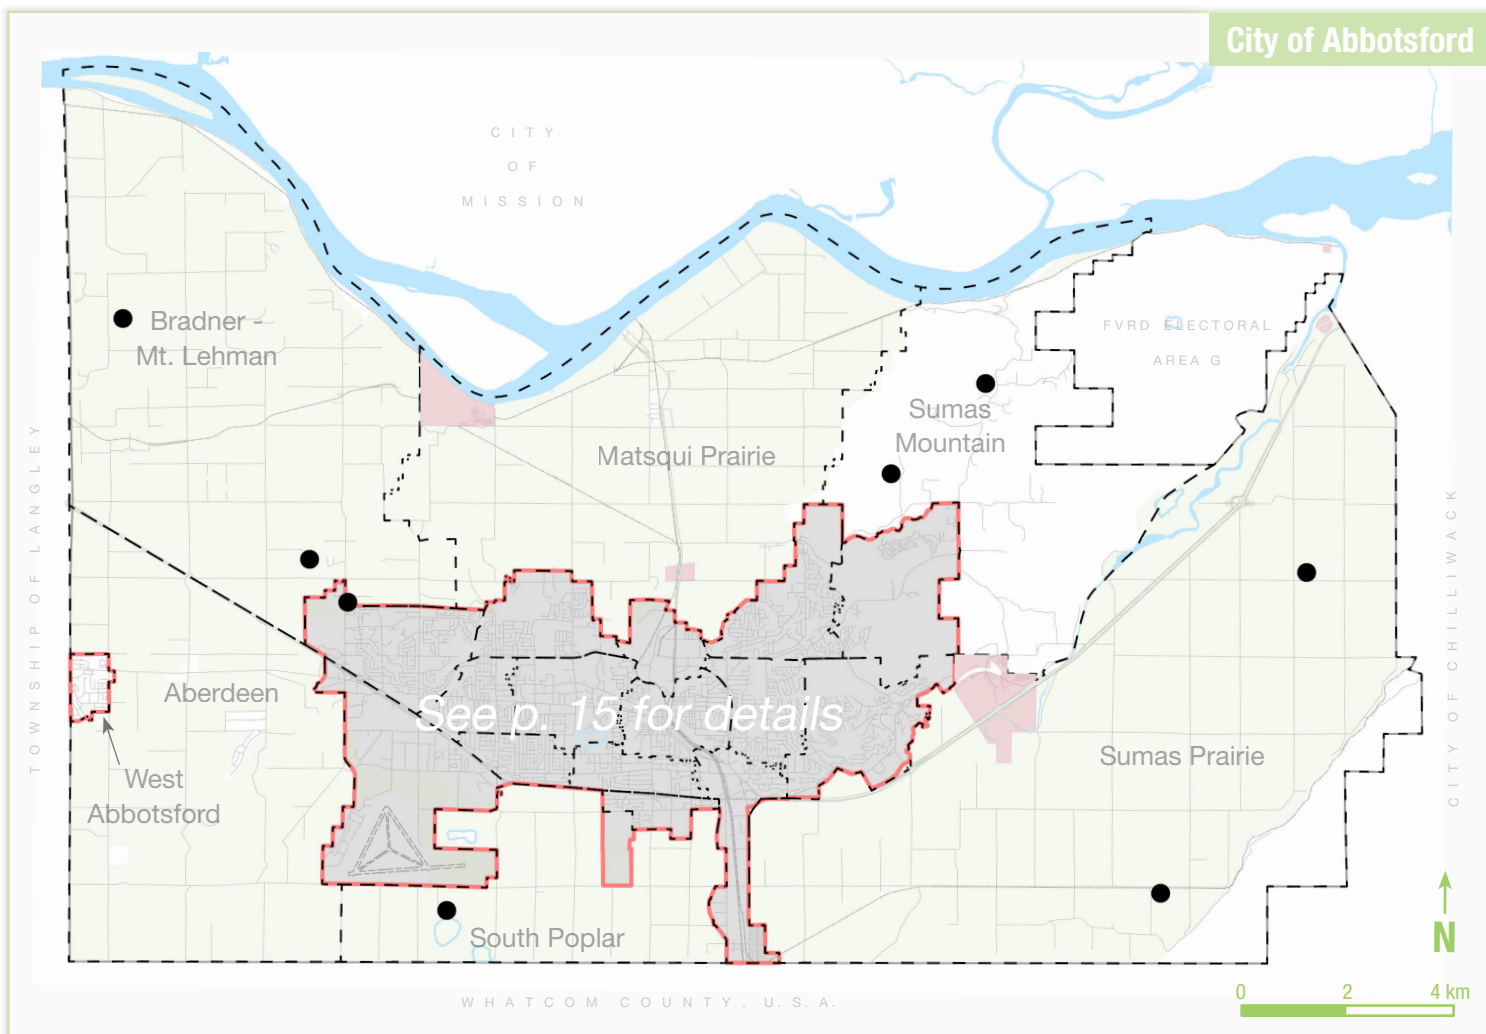 City of Abbotsford
CITY
OF
MISSION
Bradner -
Mt. Lehman
FVRD ELECTORAL
AREA G
Sumas
Mountain
Matsqui Prairie
TOWNSHIP OF LANGLEY
CITY OF CHILLIWACK
Aberdeen
See p. 15 for details
West
Abbotsford
Sumas Prairie
South Poplar
N
WHATCOM COUNTY, U.S.A.
0 2 4 km